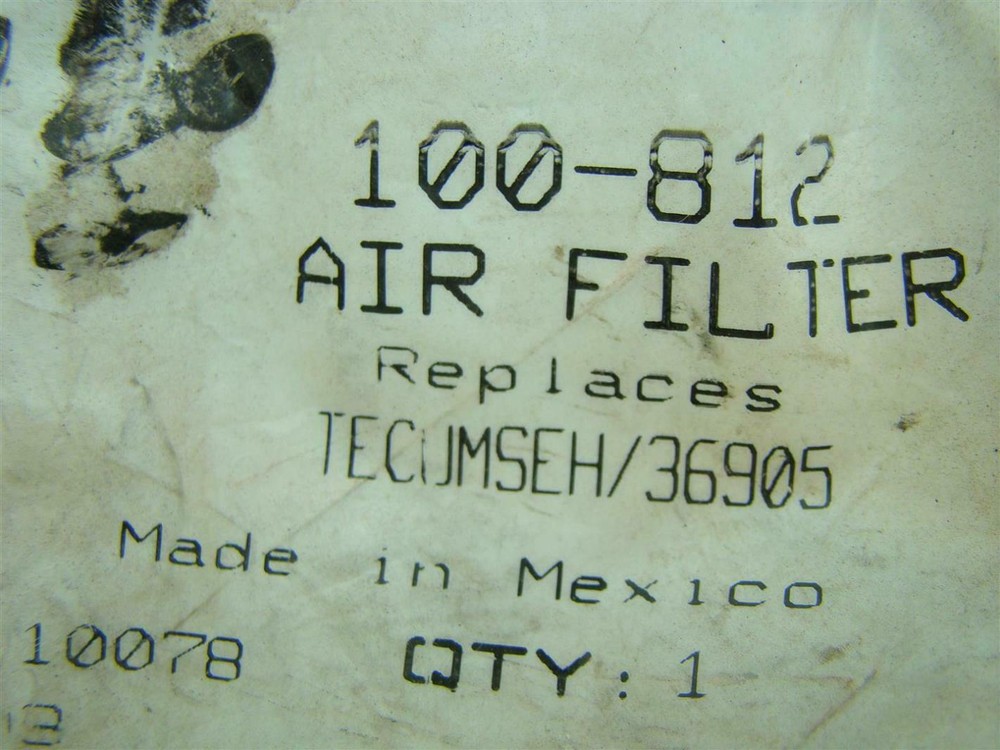 100-812
AIR FILTER
Replaces
TECUMSEH/36905
Made in Mexico
10078 QTY: 1